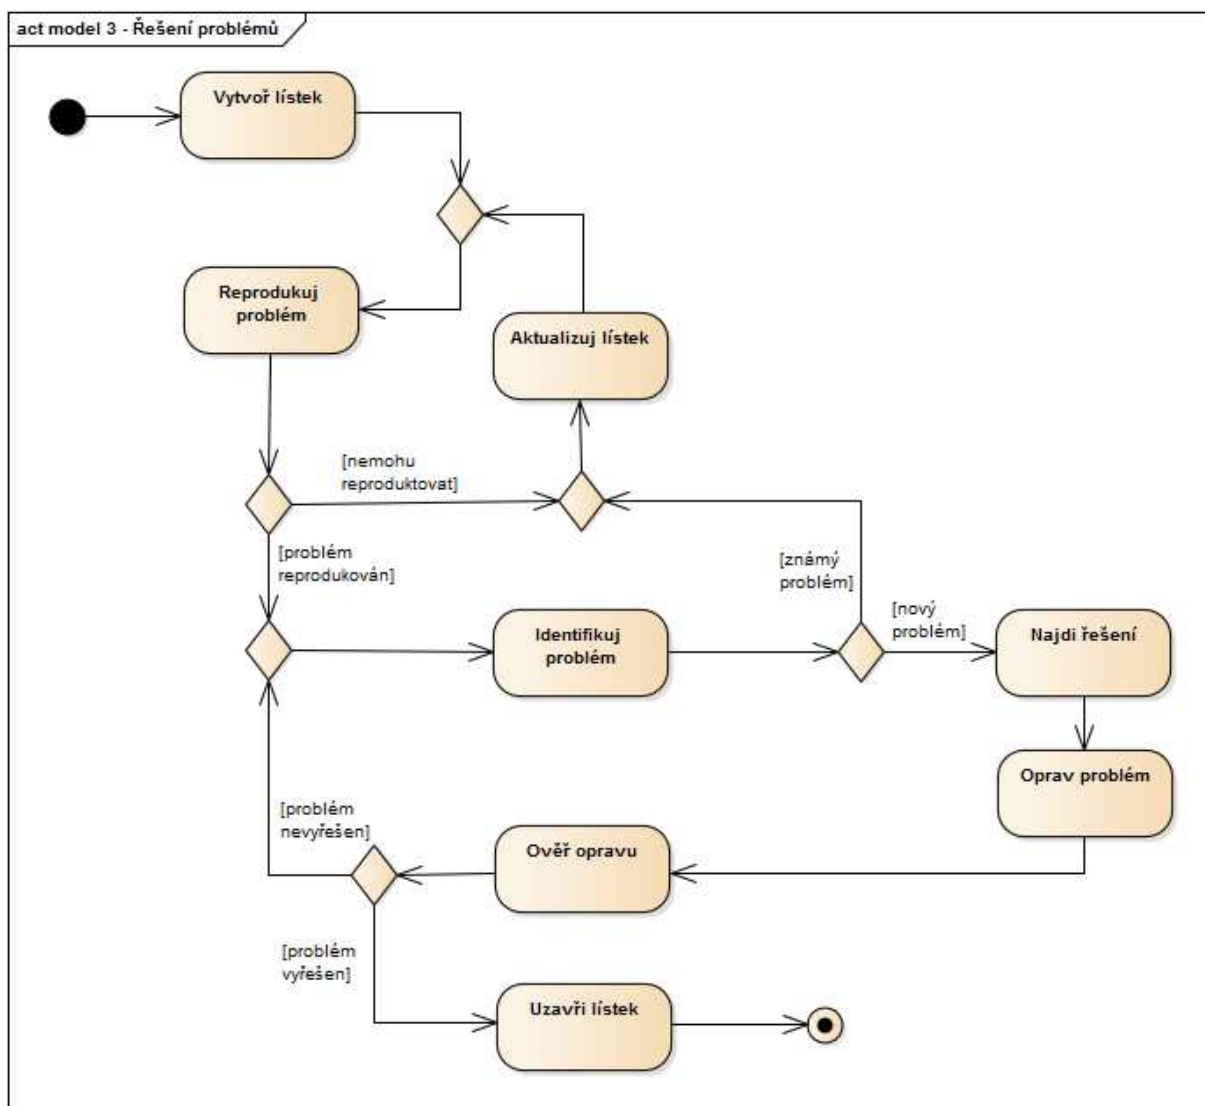 act model 3 - Řešení problémů
Vytvoř lístek
Reprodukuj
problém
Aktualizuj lístek
[nemohu
reproduktovat]
[problém
reprodukován]
[známý
problém]
[nový
problém]
Identifikuj
problém
Najdi řešení
Oprav problém
[problém
nevyřešen]
Ověř opravu
[problém
vyřešen]
Uzavři lístek